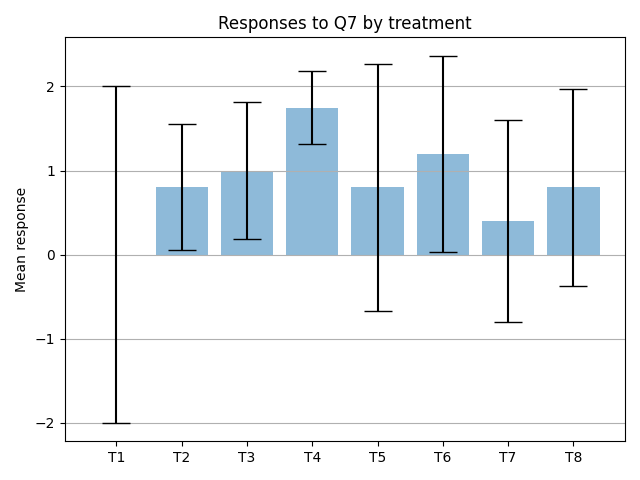 Responses to Q7 by treatment
Mean response
2
1
0
−1
−2
T1 T2 T3 T4 T5 T6 T7 T8